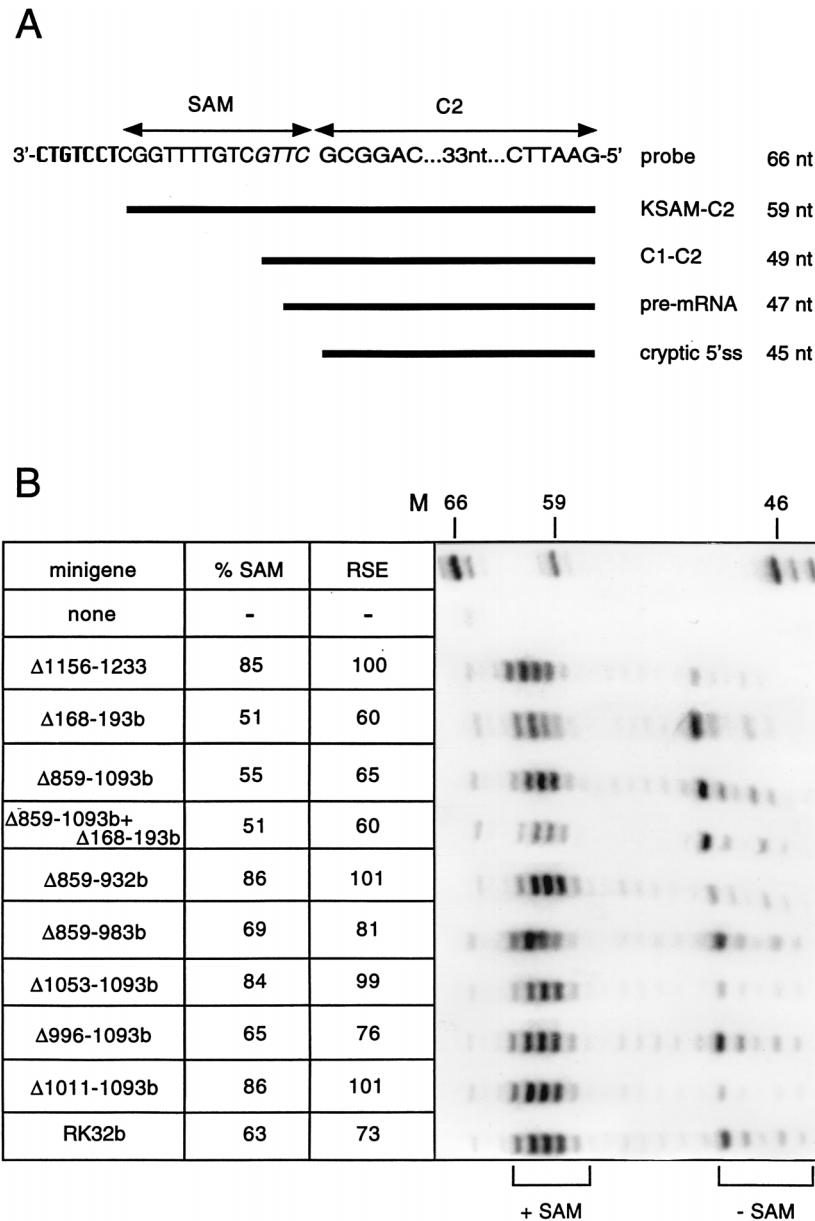 A
SAM C2
3'-CTGTCCTCGGTTTTGTCGTTC GCGGAC...33nt...CTTAAG-5' probe 66 nt
KSAM-C2 59 nt
C1-C2 49 nt
pre-mRNA 47 nt
cryptic 5'ss 45 nt
B
M 66 59 46
minigene % SAM RSE
none - -
Δ1156-1233 85 100
Δ168-193b 51 60
Δ859-1093b 55 65
Δ859-1093b+
Δ168-193b 51 60
Δ859-932b 86 101
Δ859-983b 69 81
Δ1053-1093b 84 99
Δ996-1093b 65 76
Δ1011-1093b 86 101
RK32b 63 73
+ SAM - SAM